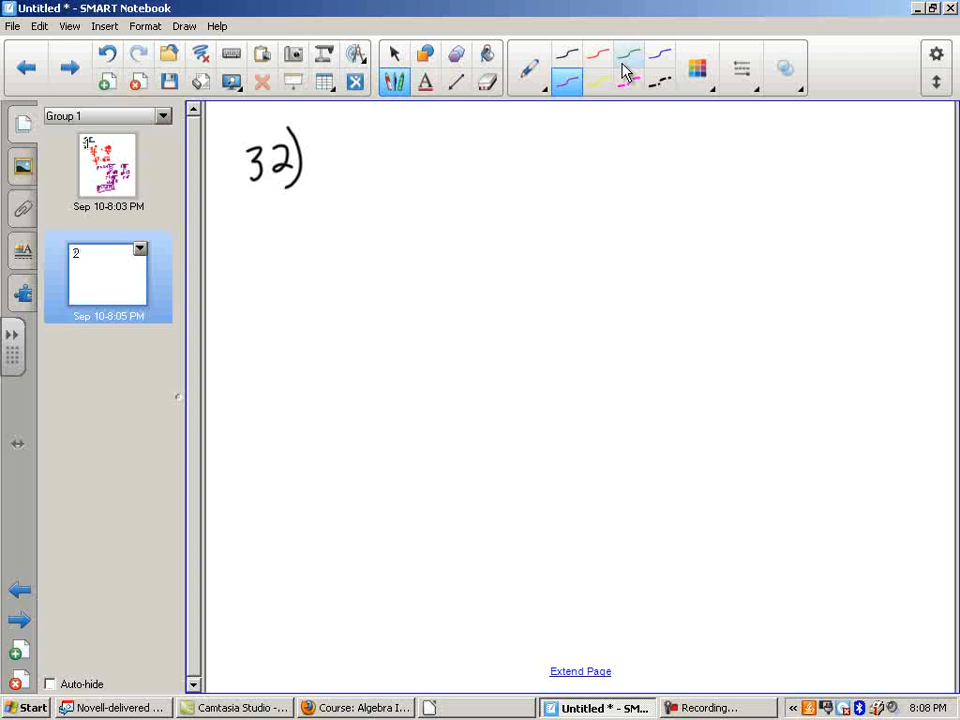 Untitled * - SMART Notebook
File Edit View Insert Format Draw Help
Group 1
Sep 10-8:03 PM
2
Sep 10-8:05 PM
32)
Extend Page
Auto-hide
Start
Novell-delivered ...
Camtasia Studio - ...
Course: Algebra I...
Untitled * - SM...
Recording...
«
8:08 PM